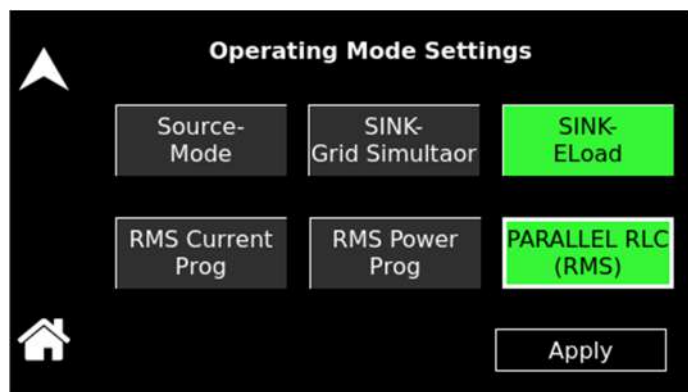 Operating Mode Settings
Source-
Mode
SINK-
Grid Simultaor
SINK-
ELoad
RMS Current
Prog
RMS Power
Prog
PARALLEL RLC
(RMS)
Apply